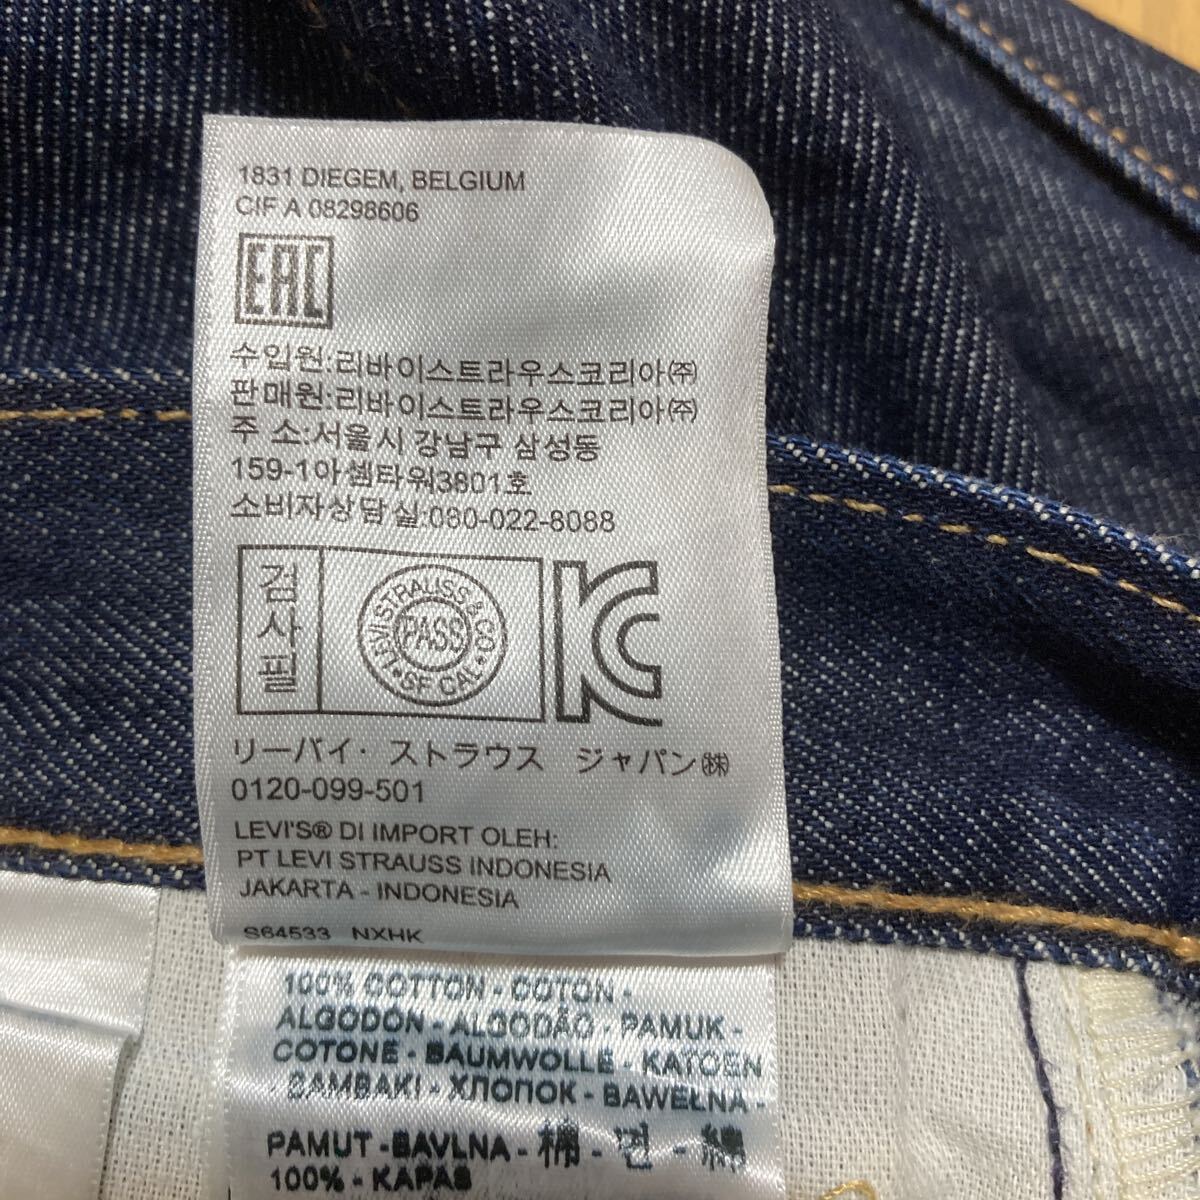 1831 DIEGEM, BELGIUM
CIF A 08298606
EAC
수입원:리바이스트라우스코리아㈜
판매원:리바이스트라우스코리아㈜
주 소:서울시 강남구 삼성동
159-1아셈타워3801호
소비자상담실:080-022-8088
검사필
LEVI STRAUSS & CO
PASS
SF CAL
KC
リーバイ・ストラウス ジャパン㈱
0120-099-501
LEVI'S® DI IMPORT OLEH:
PT LEVI STRAUSS INDONESIA
JAKARTA - INDONESIA
S64533 NXHK
100% COTTON - COTON -
ALGODÓN - ALGODÃO - PAMUK -
COTONE - BAUMWOLLE - KATOEN
- BAMBAKI - ХЛОПОК - BAWEŁNA -
PAMUT - BAVLNA - 棉 - 면 - 綿
100% - KAPAS